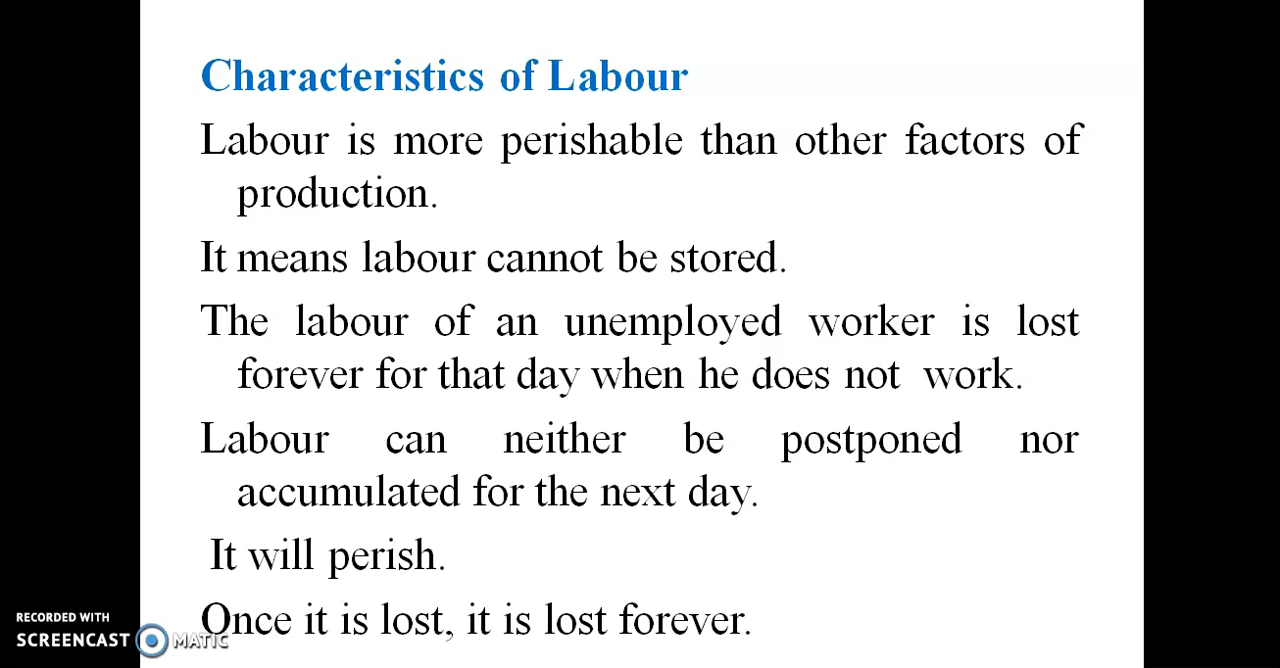 Characteristics of Labour
Labour is more perishable than other factors of
production.
It means labour cannot be stored.
The labour of an unemployed worker is lost
forever for that day when he does not work.
Labour can neither be postponed nor
accumulated for the next day.
It will perish.
Once it is lost, it is lost forever.
RECORDED WITH
SCREENCAST MATIC